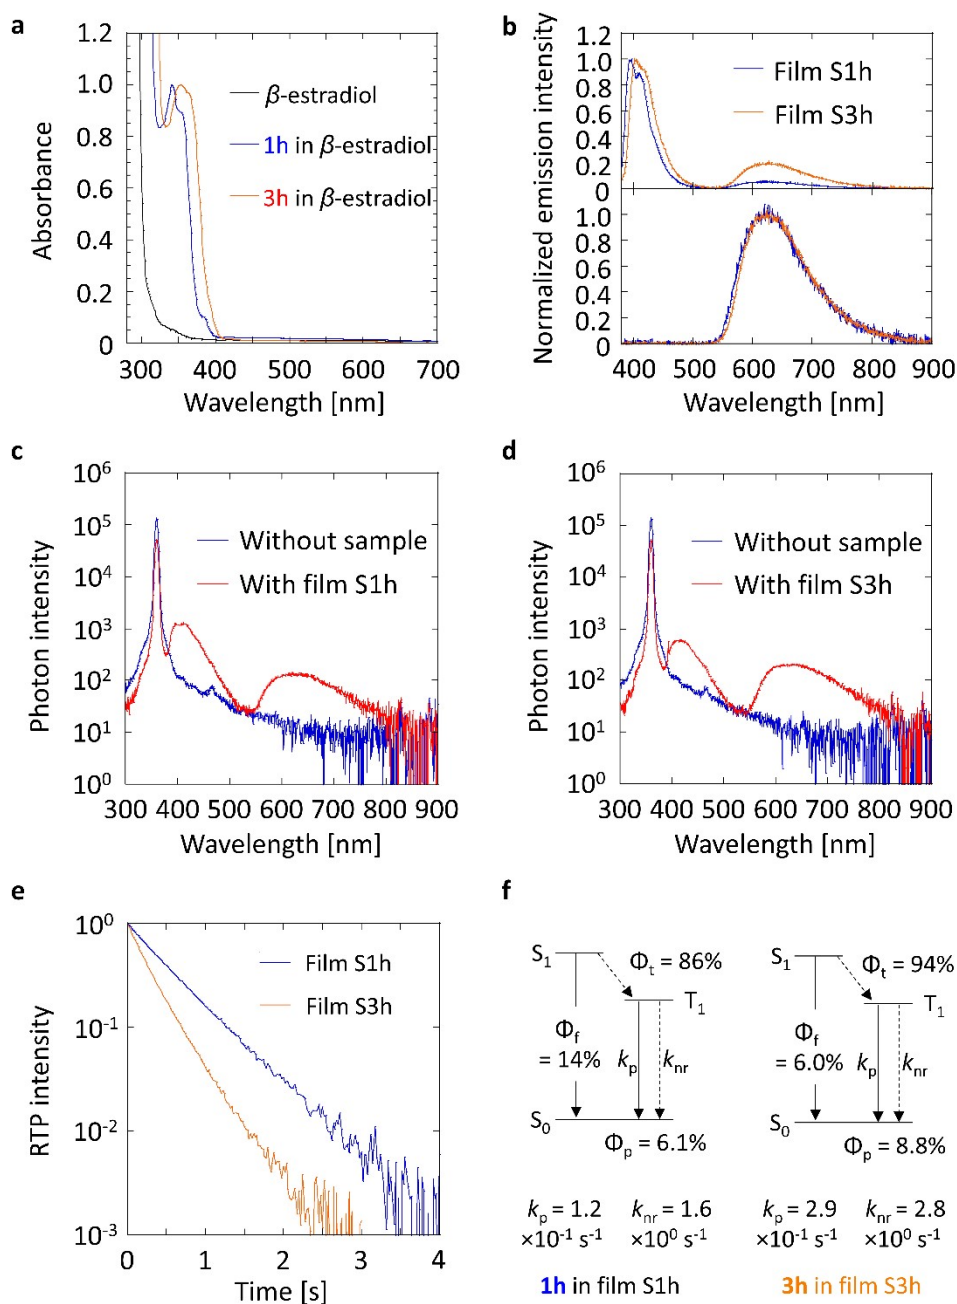 a
1.2
1.0
0.8
0.6
0.4
0.2
0
Absorbance
β-estradiol
1h in β-estradiol
3h in β-estradiol
300 400 500 600 700
Wavelength [nm]
b
1.2
1.0
0.8
0.6
0.4
0.2
0
1.0
0.8
0.6
0.4
0.2
0
Normalized emission intensity
Film S1h
Film S3h
400 500 600 700 800 900
Wavelength [nm]
c
10⁶
10⁵
10⁴
10³
10²
10¹
10⁰
Photon intensity
Without sample
With film S1h
300 400 500 600 700 800 900
Wavelength [nm]
d
10⁶
10⁵
10⁴
10³
10²
10¹
10⁰
Photon intensity
Without sample
With film S3h
300 400 500 600 700 800 900
Wavelength [nm]
e
10⁰
10⁻¹
10⁻²
10⁻³
RTP intensity
Film S1h
Film S3h
0 1 2 3 4
Time [s]
f
S₁
Φₜ = 86%
T₁
Φf
= 14%
kₚ
kₙᵣ
S₀
Φₚ = 6.1%
S₁
Φₜ = 94%
T₁
Φf
= 6.0%
kₚ
kₙᵣ
S₀
Φₚ = 8.8%
kₚ = 1.2 kₙᵣ = 1.6 kₚ = 2.9 kₙᵣ = 2.8
×10⁻¹ s⁻¹ ×10⁰ s⁻¹ ×10⁻¹ s⁻¹ ×10⁰ s⁻¹
1h in film S1h 3h in film S3h